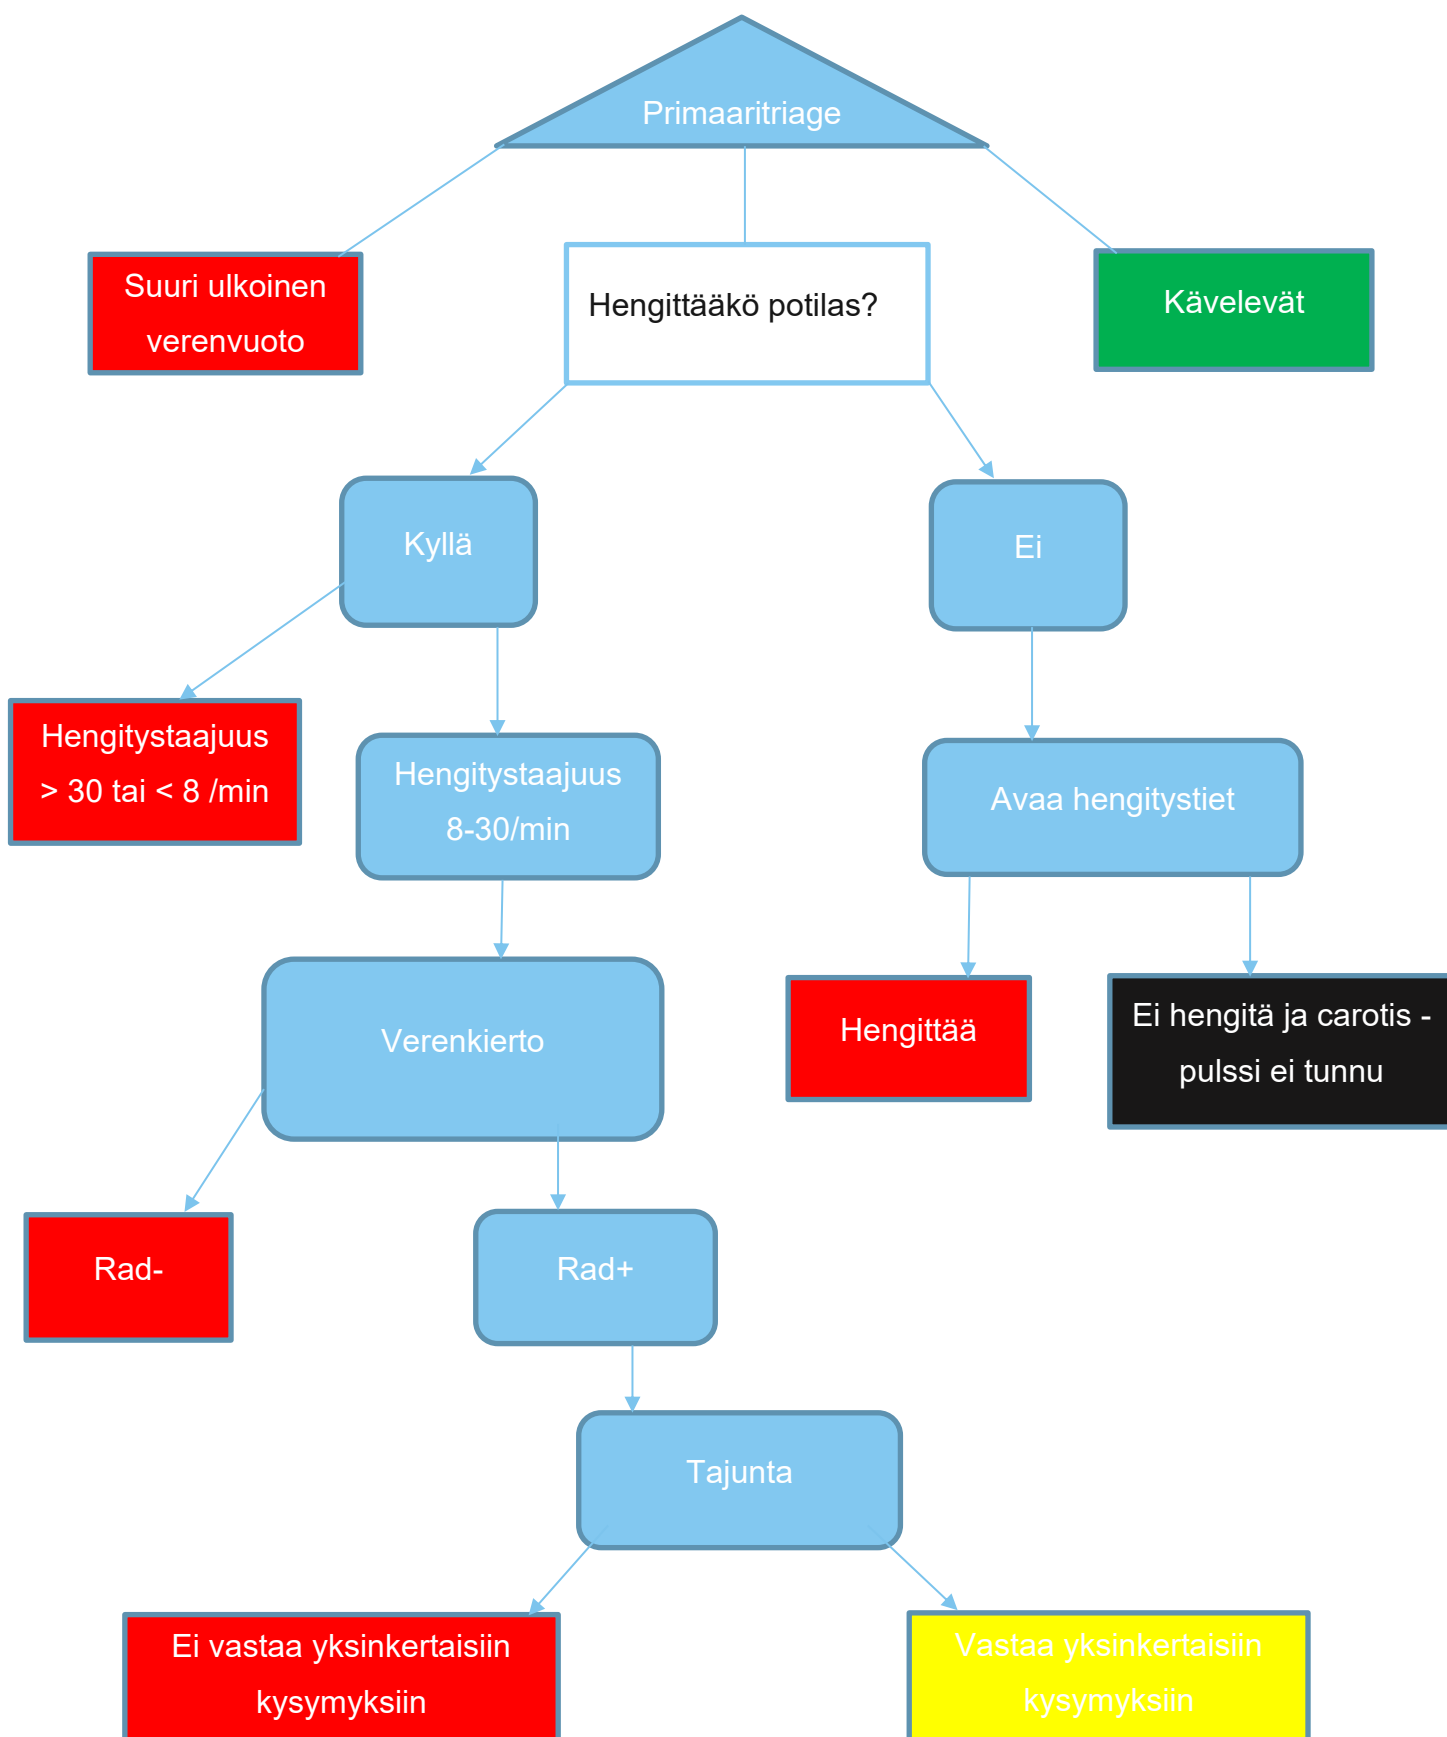 Primaaritriage
Suuri ulkoinen
verenvuoto
Hengittääkö potilas?
Kävelevät
Kyllä
Ei
Hengitystaajuus
> 30 tai < 8 /min
Hengitystaajuus
8-30/min
Avaa hengitystiet
Verenkierto
Hengittää
Ei hengitä ja carotis -
pulssi ei tunnu
Rad-
Rad+
Tajunta
Ei vastaa yksinkertaisiin
kysymyksiin
Vastaa yksinkertaisiin
kysymyksiin